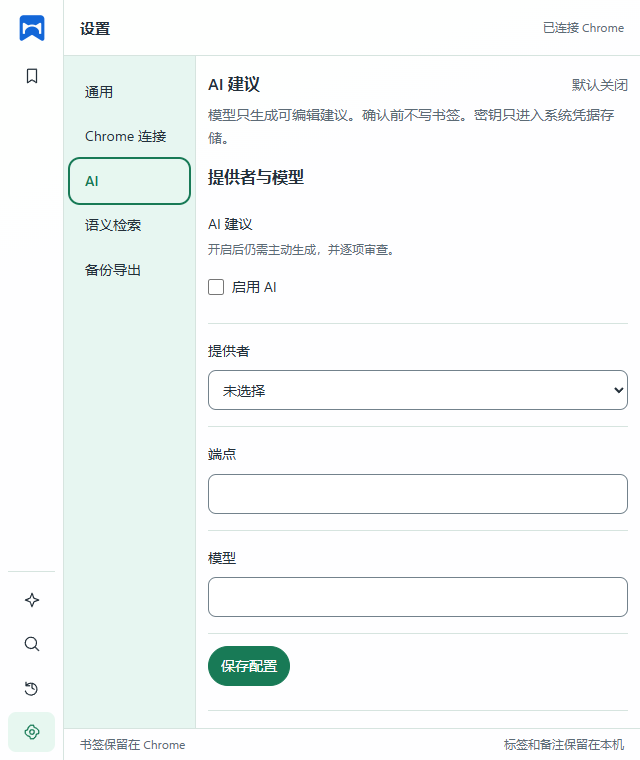 设置
已连接 Chrome
通用
Chrome 连接
AI
语义检索
备份导出
AI 建议
默认关闭
模型只生成可编辑建议。确认前不写书签。密钥只进入系统凭据存
储。
提供者与模型
AI 建议
开启后仍需主动生成，并逐项审查。
启用 AI
提供者
未选择
端点
模型
保存配置
书签保留在 Chrome
标签和备注保留在本机